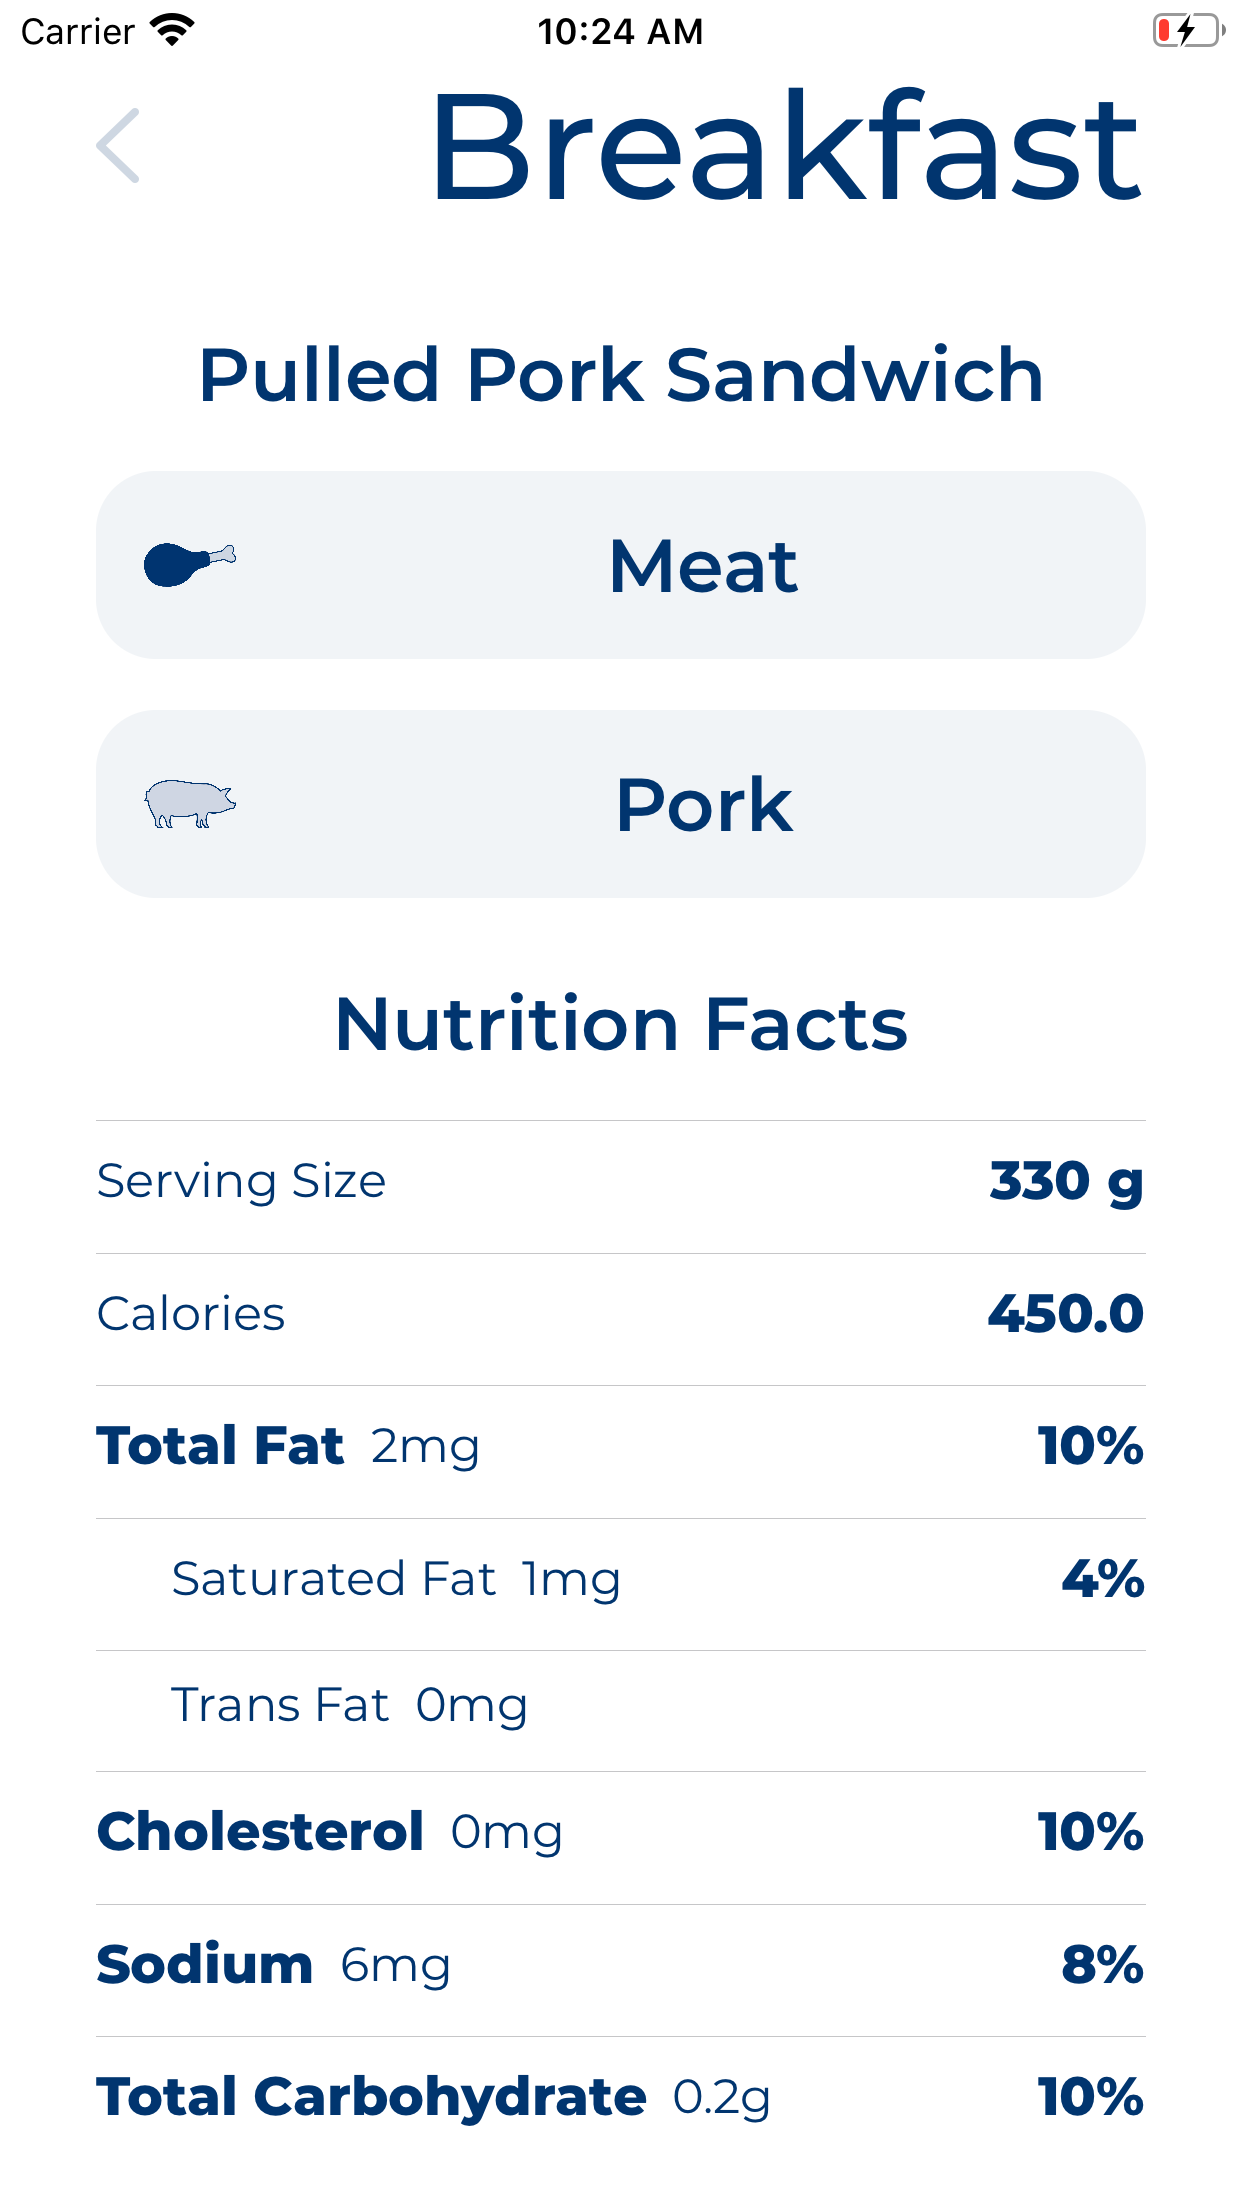 Carrier 10:24 AM
Breakfast
Pulled Pork Sandwich
Meat
Pork
Nutrition Facts
Serving Size 330 g
Calories 450.0
Total Fat 2mg 10%
Saturated Fat 1mg 4%
Trans Fat 0mg
Cholesterol 0mg 10%
Sodium 6mg 8%
Total Carbohydrate 0.2g 10%